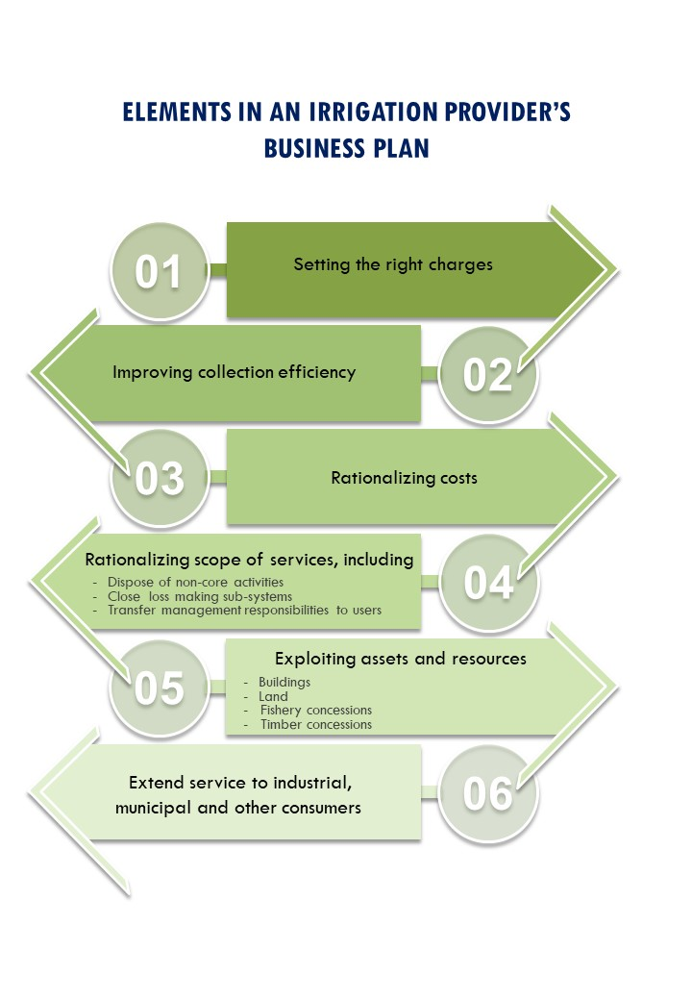 ELEMENTS IN AN IRRIGATION PROVIDER'S
BUSINESS PLAN
01
Setting the right charges
Improving collection efficiency
02
03
Rationalizing costs
Rationalizing scope of services, including
- Dispose of non-core activities
- Close loss making sub-systems
- Transfer management responsibilities to users
04
05
Exploiting assets and resources
- Buildings
- Land
- Fishery concessions
- Timber concessions
Extend service to industrial,
municipal and other consumers
06